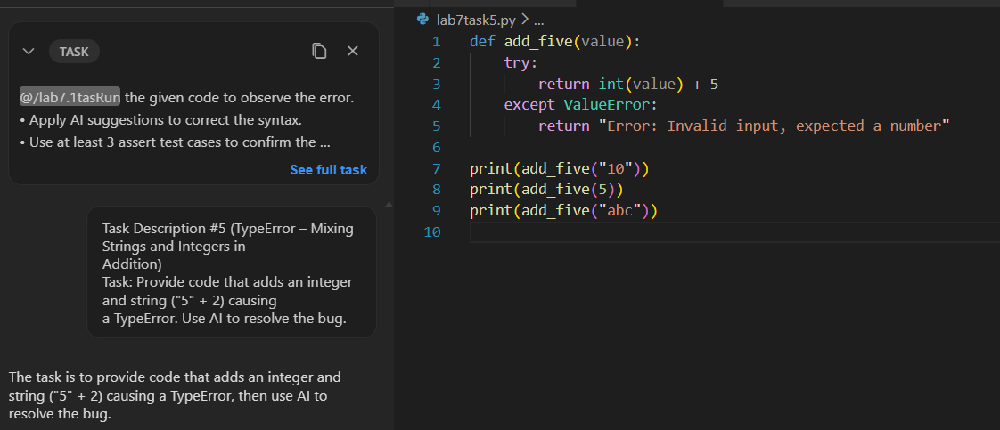 TASK
@/lab7.1tasRun the given code to observe the error.
• Apply AI suggestions to correct the syntax.
• Use at least 3 assert test cases to confirm the ...
See full task
Task Description #5 (TypeError – Mixing
Strings and Integers in
Addition)
Task: Provide code that adds an integer
and string ("5" + 2) causing
a TypeError. Use AI to resolve the bug.
The task is to provide code that adds an integer and
string ("5" + 2) causing a TypeError, then use AI to
resolve the bug.
lab7task5.py > ...
1 def add_five(value):
2     try:
3         return int(value) + 5
4     except ValueError:
5         return "Error: Invalid input, expected a number"
6
7 print(add_five("10"))
8 print(add_five(5))
9 print(add_five("abc"))
10